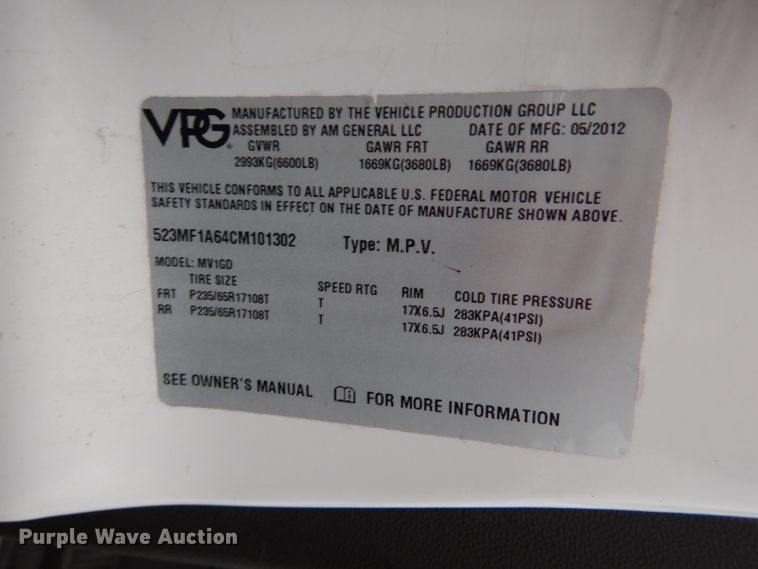 VPG® MANUFACTURED BY THE VEHICLE PRODUCTION GROUP LLC
ASSEMBLED BY AM GENERAL LLC DATE OF MFG: 05/2012
GVWR GAWR FRT GAWR RR
2993KG(6600LB) 1669KG(3680LB) 1669KG(3680LB)
THIS VEHICLE CONFORMS TO ALL APPLICABLE U.S. FEDERAL MOTOR VEHICLE
SAFETY STANDARDS IN EFFECT ON THE DATE OF MANUFACTURE SHOWN ABOVE.
523MF1A64CM101302 Type: M.P.V.
MODEL: MV1GD
TIRE SIZE SPEED RTG RIM COLD TIRE PRESSURE
FRT P235/65R17108T T 17X6.5J 283KPA(41PSI)
RR P235/65R17108T T 17X6.5J 283KPA(41PSI)
SEE OWNER'S MANUAL FOR MORE INFORMATION
Purple Wave Auction